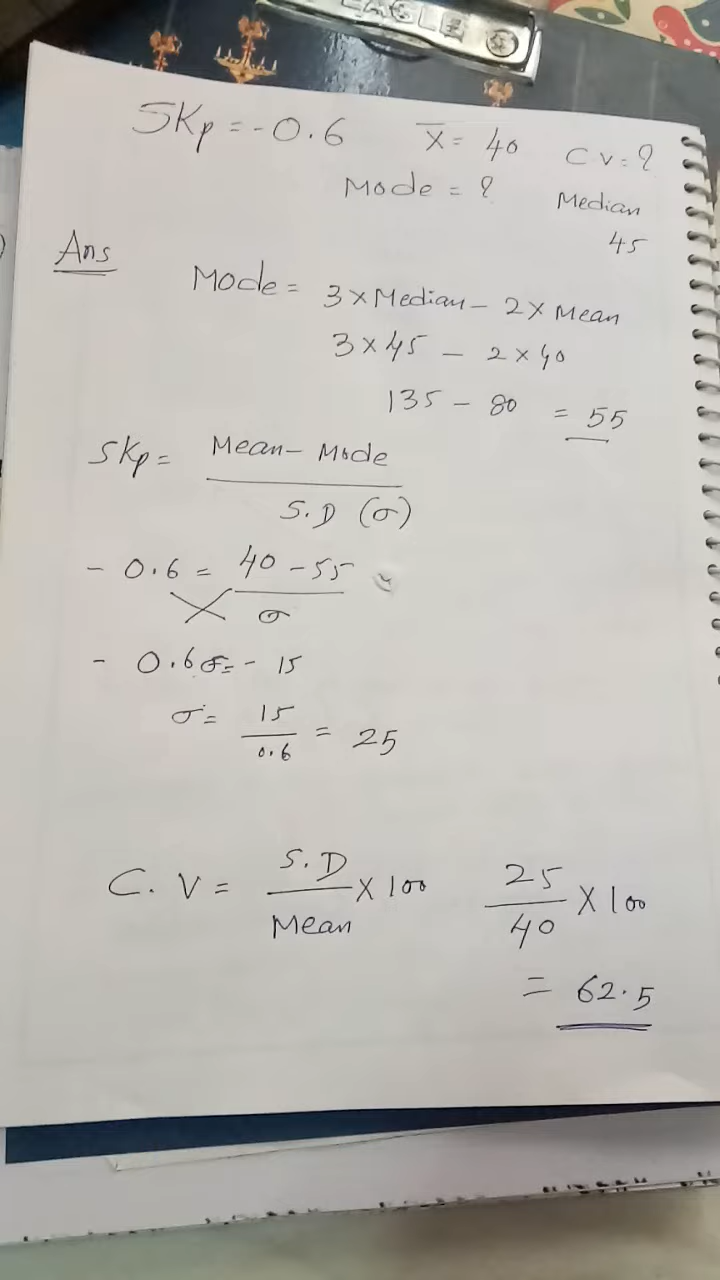 EAGLE
SKp = -0.6 X̅ = 40 C.V = ?
Mode = ? Median
45
Ans
Mode = 3 × Median - 2 × Mean
3 × 45 - 2 × 40
135 - 80 = 55
SKp = Mean - Mode
S.D (σ)
- 0.6 = 40 - 55
σ
- 0.6σ = - 15
σ = 15
0.6 = 25
C.V = S.D × 100 25 × 100
Mean 40
= 62.5